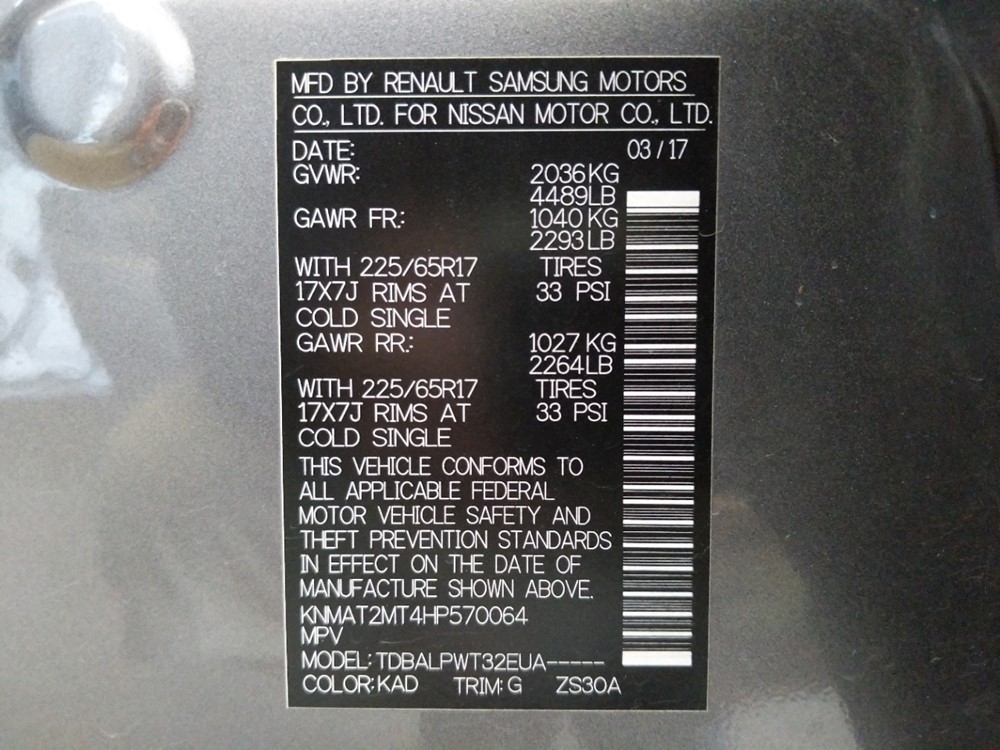 MFD BY RENAULT SAMSUNG MOTORS
CO., LTD. FOR NISSAN MOTOR CO., LTD.
DATE: 03/17
GVWR: 2036KG
4489LB
GAWR FR.: 1040KG
2293LB
WITH 225/65R17 TIRES
17X7J RIMS AT 33 PSI
COLD SINGLE
GAWR RR.: 1027KG
2264LB
WITH 225/65R17 TIRES
17X7J RIMS AT 33 PSI
COLD SINGLE
THIS VEHICLE CONFORMS TO
ALL APPLICABLE FEDERAL
MOTOR VEHICLE SAFETY AND
THEFT PREVENTION STANDARDS
IN EFFECT ON THE DATE OF
MANUFACTURE SHOWN ABOVE.
KNMAT2MT4HP570064
MPV
MODEL: TDBALPWT32EUA-----
COLOR: KAD TRIM: G ZS30A